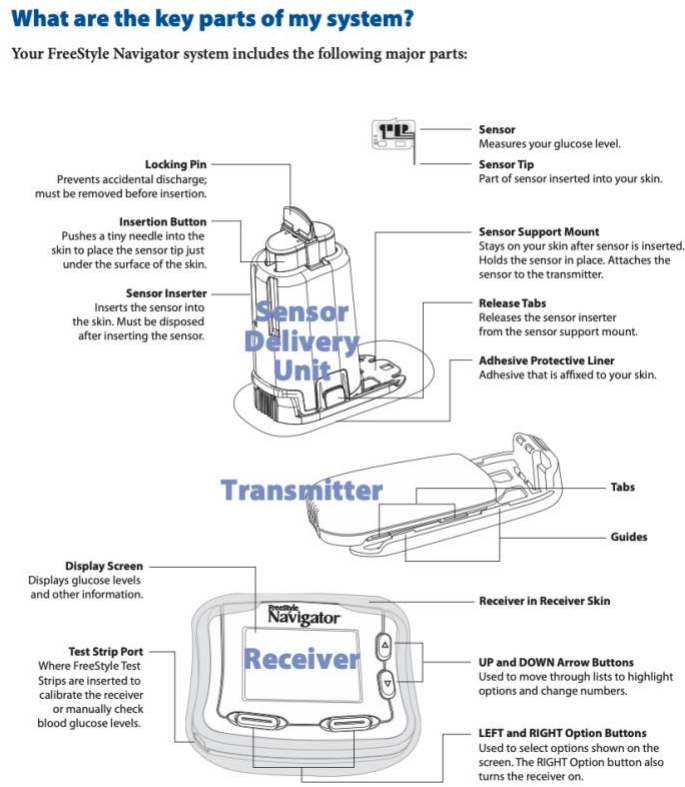 What are the key parts of my system?
Your FreeStyle Navigator system includes the following major parts:
Sensor
Measures your glucose level.
Sensor Tip
Part of sensor inserted into your skin.
Locking Pin
Prevents accidental discharge;
must be removed before insertion.
Insertion Button
Pushes a tiny needle into the
skin to place the sensor tip just
under the surface of the skin.
Sensor Inserter
Inserts the sensor into
the skin. Must be disposed
after inserting the sensor.
Sensor
Delivery
Unit
Sensor Support Mount
Stays on your skin after sensor is inserted.
Holds the sensor in place. Attaches the
sensor to the transmitter.
Release Tabs
Releases the sensor inserter
from the sensor support mount.
Adhesive Protective Liner
Adhesive that is affixed to your skin.
Transmitter
Tabs
Guides
Display Screen
Displays glucose levels
and other information.
Test Strip Port
Where FreeStyle Test
Strips are inserted to
calibrate the receiver
or manually check
blood glucose levels.
FreeStyle
Navigator
Receiver
Receiver in Receiver Skin
UP and DOWN Arrow Buttons
Used to move through lists to highlight
options and change numbers.
LEFT and RIGHT Option Buttons
Used to select options shown on the
screen. The RIGHT Option button also
turns the receiver on.